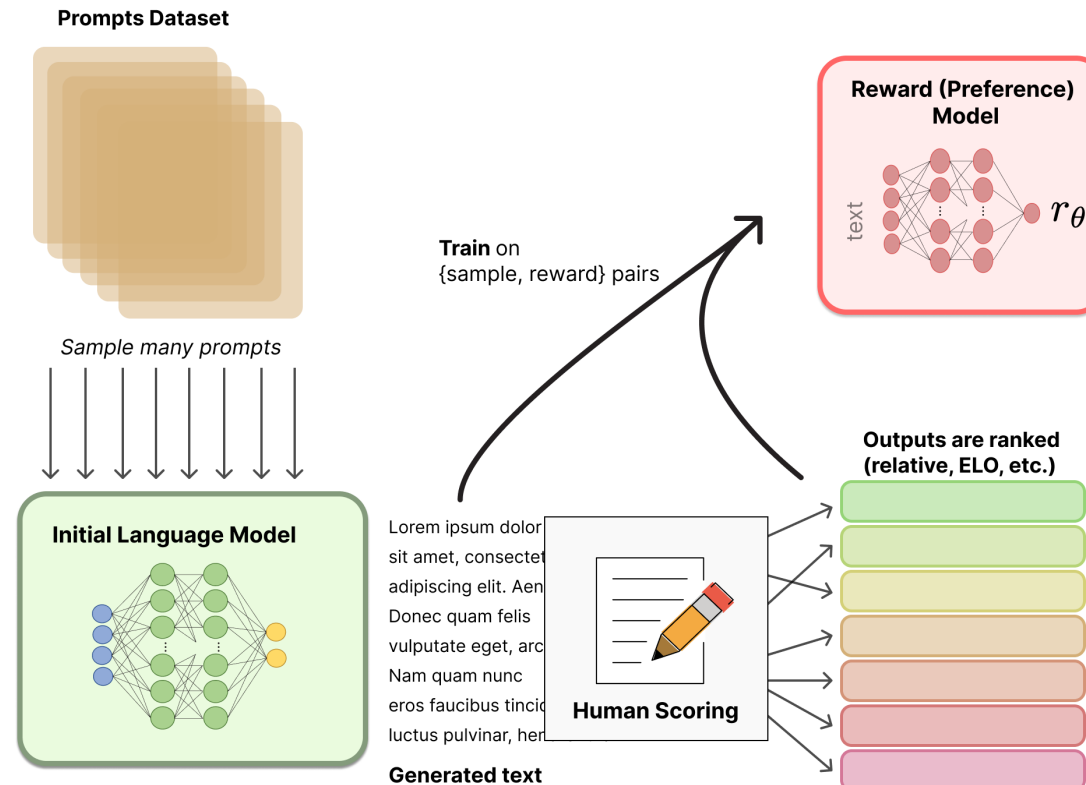 Prompts Dataset
Sample many prompts
Initial Language Model
Train on
{sample, reward} pairs
Reward (Preference)
Model
text
rθ
Lorem ipsum dolor
sit amet, consectet
adipiscing elit. Aen
Donec quam felis
vulputate eget, arc
Nam quam nunc
eros faucibus tincid
luctus pulvinar, hen
Generated text
Human Scoring
Outputs are ranked
(relative, ELO, etc.)